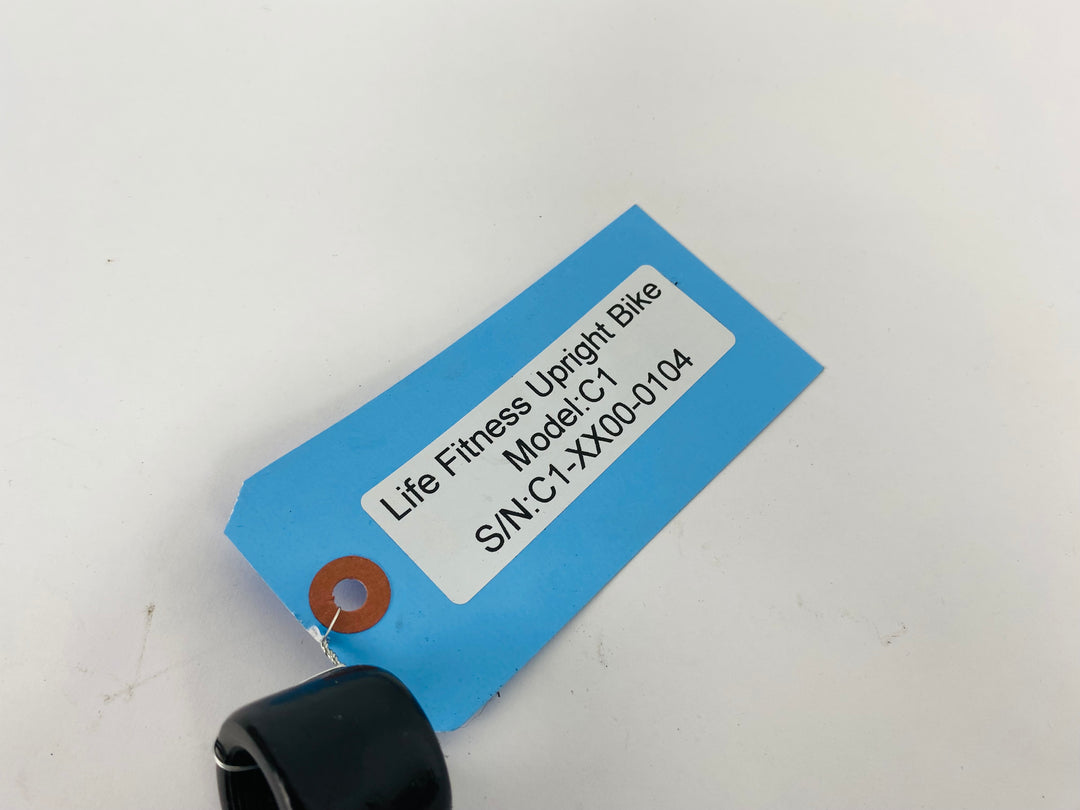 Life Fitness Upright Bike
Model:C1
S/N:C1-XX00-0104